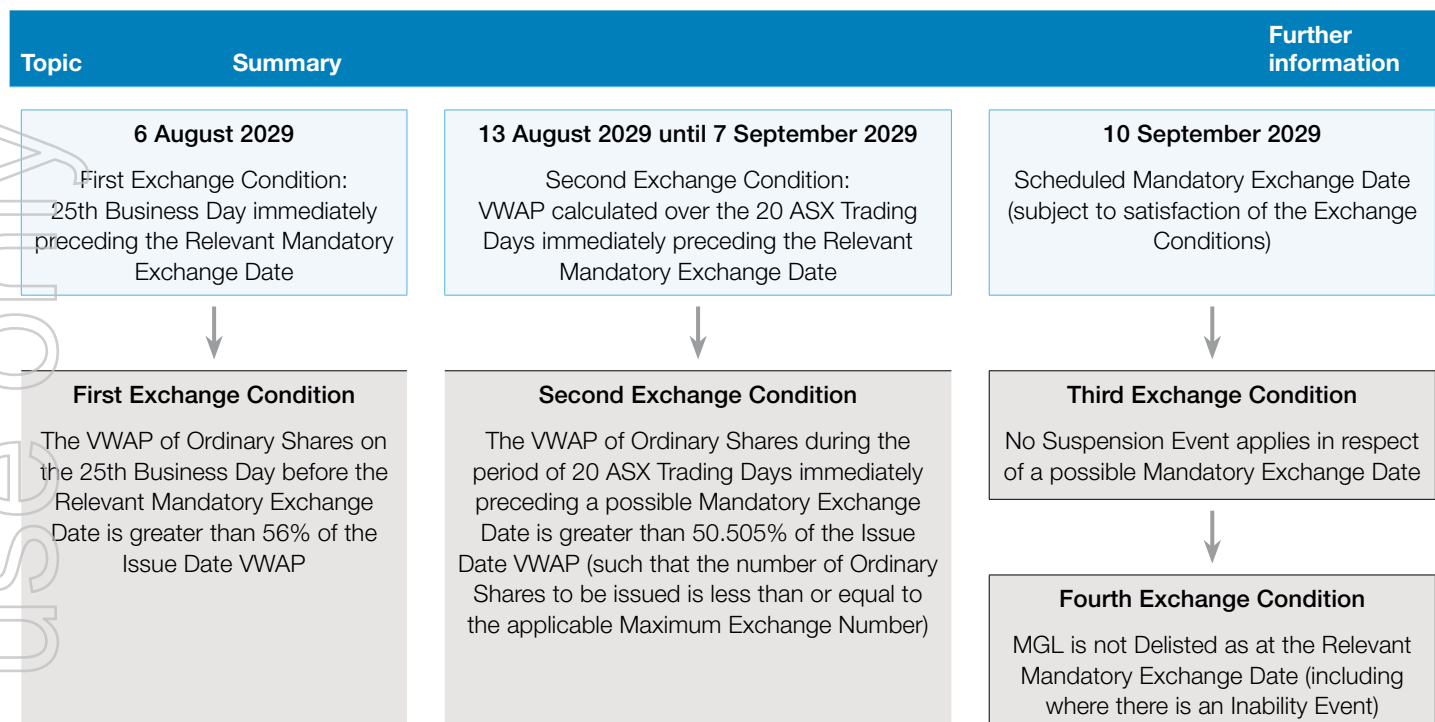 Topic Summary Further information
6 August 2029
First Exchange Condition:
25th Business Day immediately
preceding the Relevant Mandatory
Exchange Date
13 August 2029 until 7 September 2029
Second Exchange Condition:
VWAP calculated over the 20 ASX Trading
Days immediately preceding the Relevant
Mandatory Exchange Date
10 September 2029
Scheduled Mandatory Exchange Date
(subject to satisfaction of the Exchange
Conditions)
First Exchange Condition
The VWAP of Ordinary Shares on
the 25th Business Day before the
Relevant Mandatory Exchange
Date is greater than 56% of the
Issue Date VWAP
Second Exchange Condition
The VWAP of Ordinary Shares during the
period of 20 ASX Trading Days immediately
preceding a possible Mandatory Exchange
Date is greater than 50.505% of the Issue
Date VWAP (such that the number of Ordinary
Shares to be issued is less than or equal to
the applicable Maximum Exchange Number)
Third Exchange Condition
No Suspension Event applies in respect
of a possible Mandatory Exchange Date
Fourth Exchange Condition
MGL is not Delisted as at the Relevant
Mandatory Exchange Date (including
where there is an Inability Event)
use only